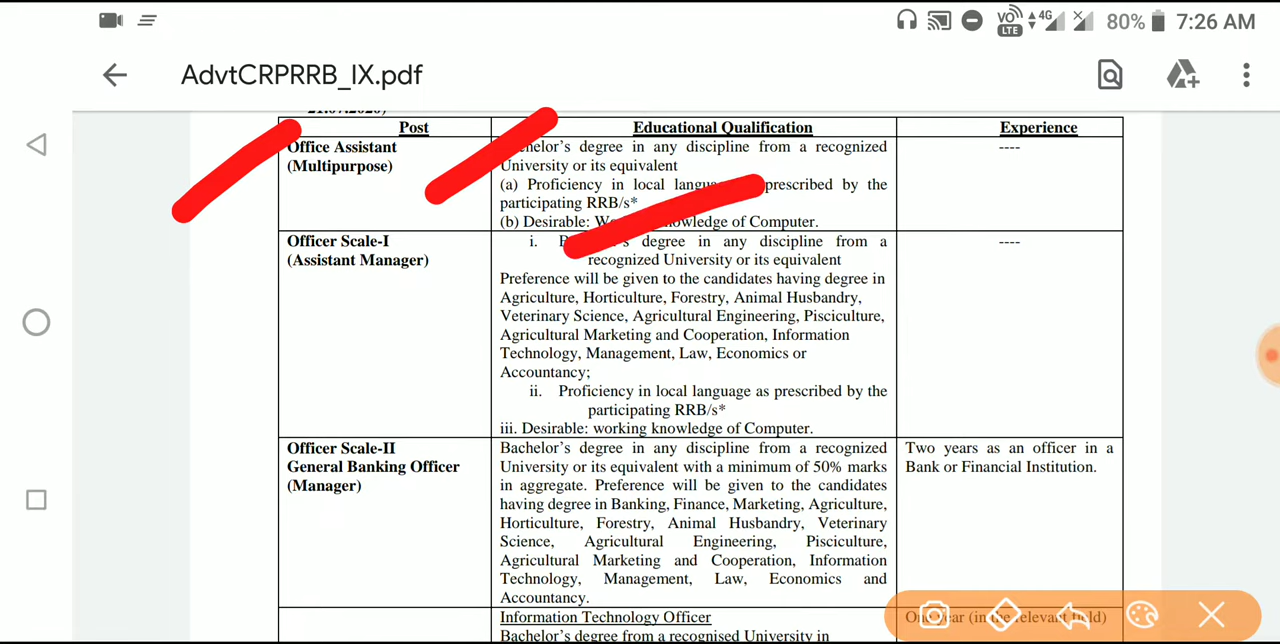 VO LTE 4G 80% 7:26 AM
AdvtCRPRRB_IX.pdf
Post Educational Qualification Experience
Office Assistant
(Multipurpose)
degree in any discipline from a recognized
University or its equivalent
(a) Proficiency in local prescribed by the
participating RRB/s*
(b) Desirable: of Computer.
----
Officer Scale-I
(Assistant Manager)
i. degree in any discipline from a
recognized University or its equivalent
Preference will be given to the candidates having degree in
Agriculture, Horticulture, Forestry, Animal Husbandry,
Veterinary Science, Agricultural Engineering, Pisciculture,
Agricultural Marketing and Cooperation, Information
Technology, Management, Law, Economics or
Accountancy;
ii. Proficiency in local language as prescribed by the
participating RRB/s*
iii. Desirable: working knowledge of Computer.
----
Officer Scale-II
General Banking Officer
(Manager)
Bachelor's degree in any discipline from a recognized
University or its equivalent with a minimum of 50% marks
in aggregate. Preference will be given to the candidates
having degree in Banking, Finance, Marketing, Agriculture,
Horticulture, Forestry, Animal Husbandry, Veterinary
Science, Agricultural Engineering, Pisciculture,
Agricultural Marketing and Cooperation, Information
Technology, Management, Law, Economics and
Accountancy.
Two years as an officer in a
Bank or Financial Institution.
Information Technology Officer
Bachelor's degree from a recognised University in
One year (in the relevant field)